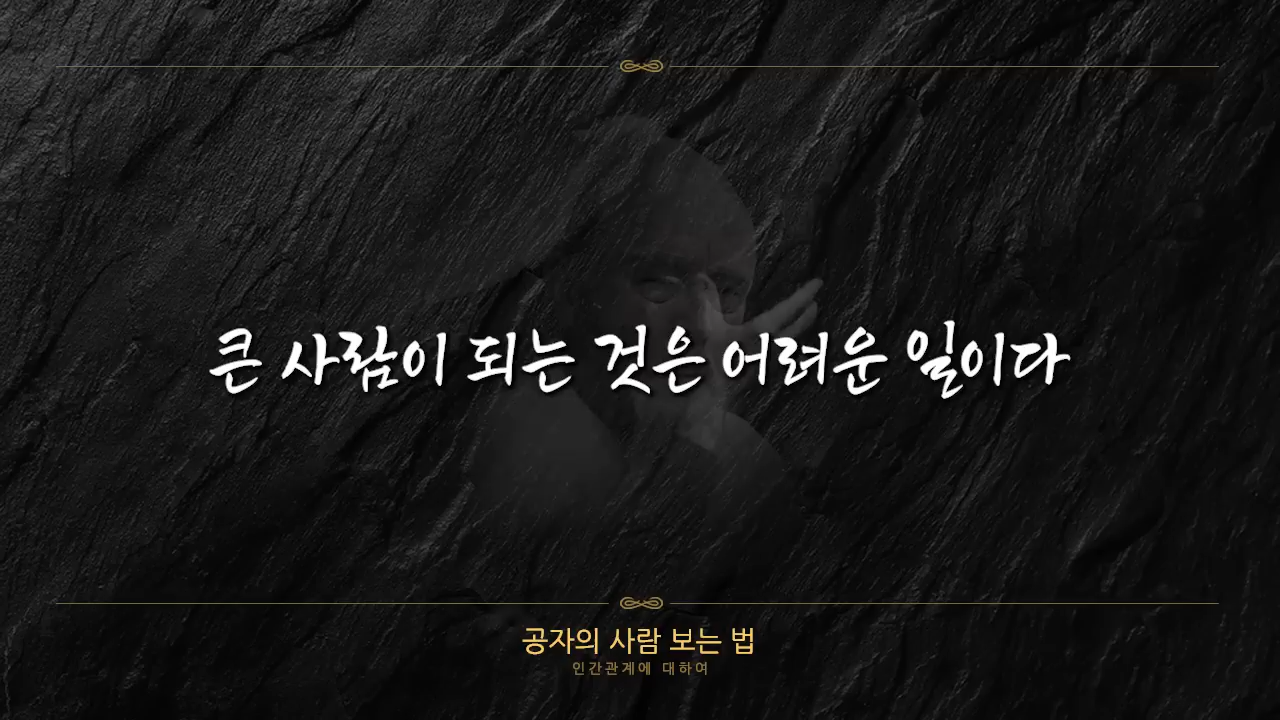 큰 사람이 되는 것은 어려운 일이다
공자의 사람 보는 법
인간관계에 대하여